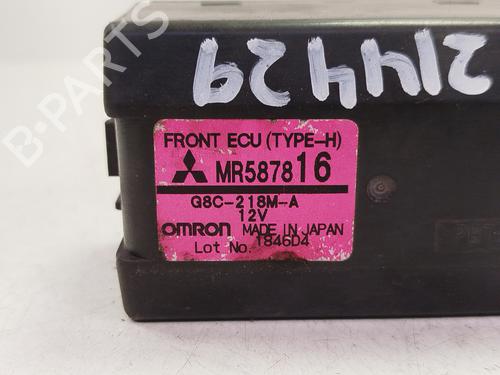 B-PARTS
214429
FRONT ECU (TYPE-H)
MR587816
G8C-218M-A
12V
OMRON MADE IN JAPAN
Lot No. 1846D4